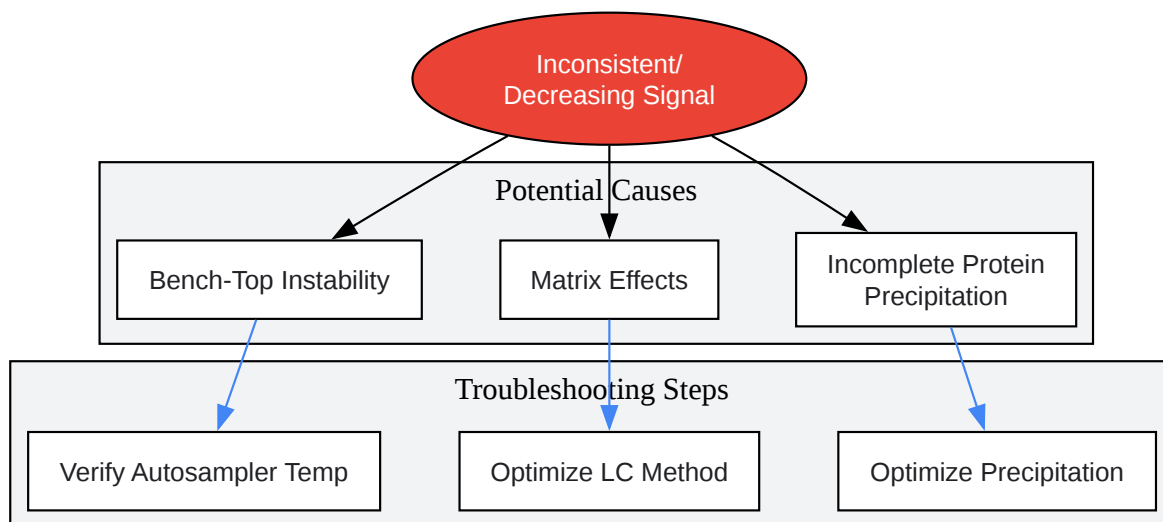 Inconsistent/
Decreasing Signal
Potential Causes
Bench-Top Instability
Matrix Effects
Incomplete Protein
Precipitation
Troubleshooting Steps
Verify Autosampler Temp
Optimize LC Method
Optimize Precipitation